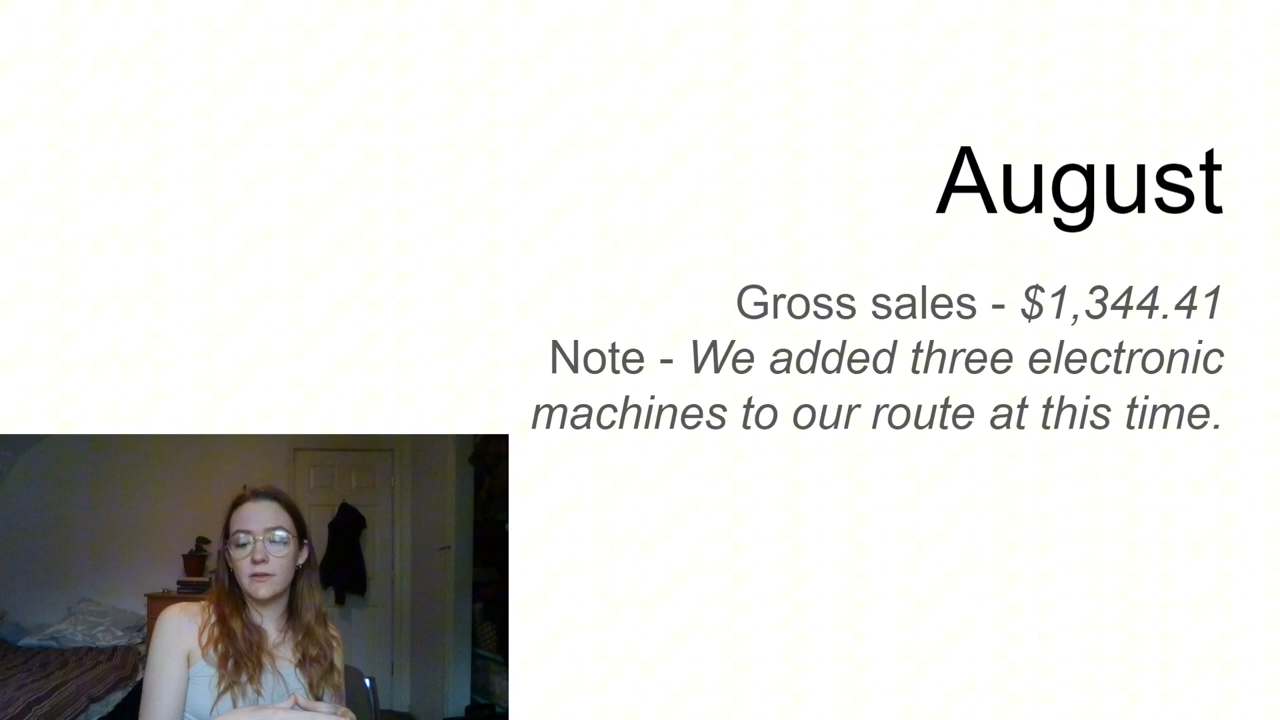 August
Gross sales - $1,344.41
Note - We added three electronic
machines to our route at this time.